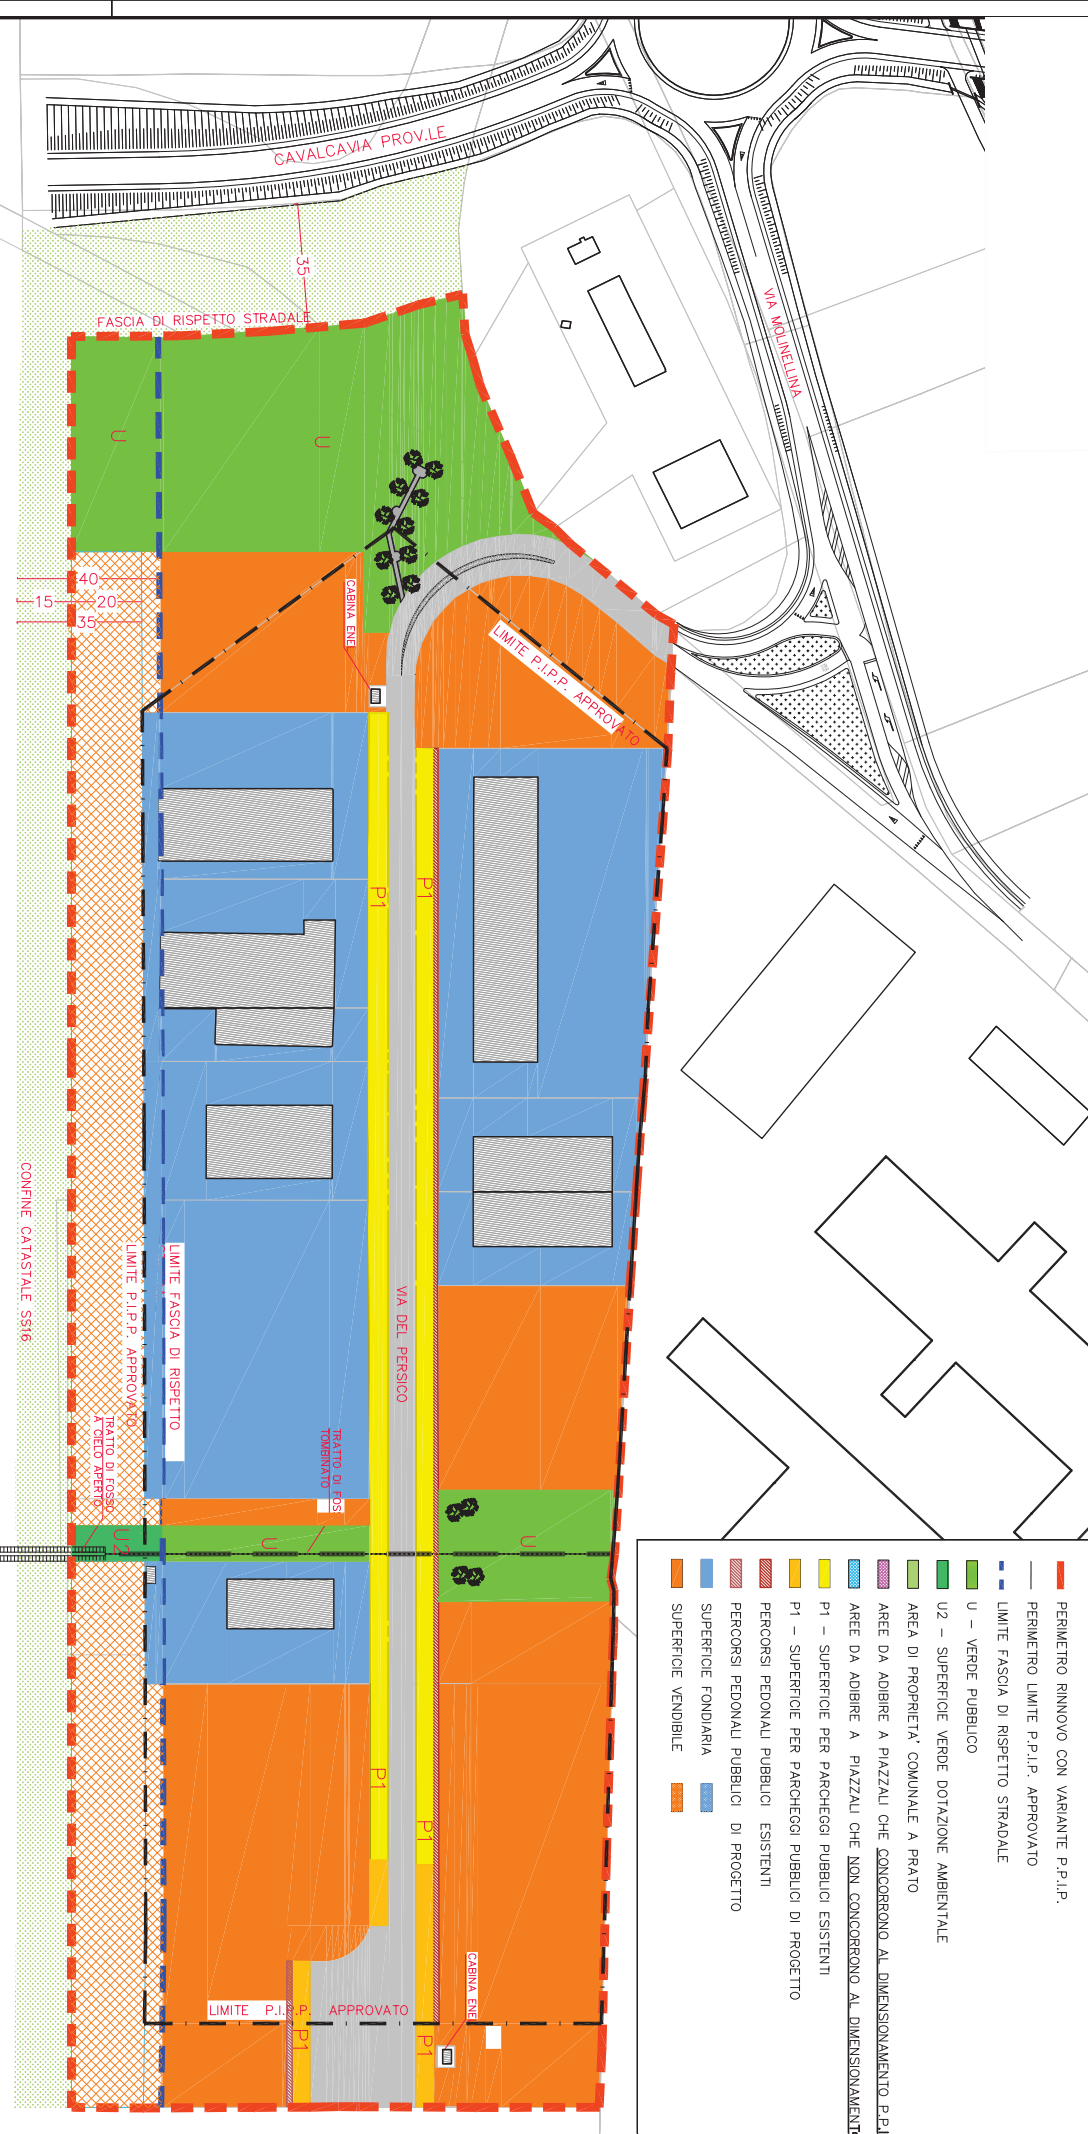 CAVALCAVIA PROV.LE
35
FASCIA DI RISPETTO STRADALE
VIA MOLINELLINA
U
U
40
15
20
35
CABINA ENE
LIMITE P.I.P.P. APPROVATO
P1
P1
CONFINE CATASTALE SS16
LIMITE P.I.P.P. APPROVATO
LIMITE FASCIA DI RISPETTO
VIA DEL PERSICO
TRATTO DI FOSSO
A CIELO APERTO
TRATTO DI FOS
TOMBINATO
U2
U
U
P1
P1
CABINA ENE
LIMITE P.I.P.P. APPROVATO
P1
P1
PERIMETRO RINNOVO CON VARIANTE P.P.I.P.
PERIMETRO LIMITE P.P.I.P. APPROVATO
LIMITE FASCIA DI RISPETTO STRADALE
U – VERDE PUBBLICO
U2 – SUPERFICIE VERDE DOTAZIONE AMBIENTALE
AREA DI PROPRIETA' COMUNALE A PRATO
AREE DA ADIBIRE A PIAZZALI CHE CONCORRONO AL DIMENSIONAMENTO P.P.I
AREE DA ADIBIRE A PIAZZALI CHE NON CONCORRONO AL DIMENSIONAMENT
P1 – SUPERFICIE PER PARCHEGGI PUBBLICI ESISTENTI
P1 – SUPERFICIE PER PARCHEGGI PUBBLICI DI PROGETTO
PERCORSI PEDONALI PUBBLICI ESISTENTI
PERCORSI PEDONALI PUBBLICI DI PROGETTO
SUPERFICIE FONDIARIA
SUPERFICIE VENDIBILE